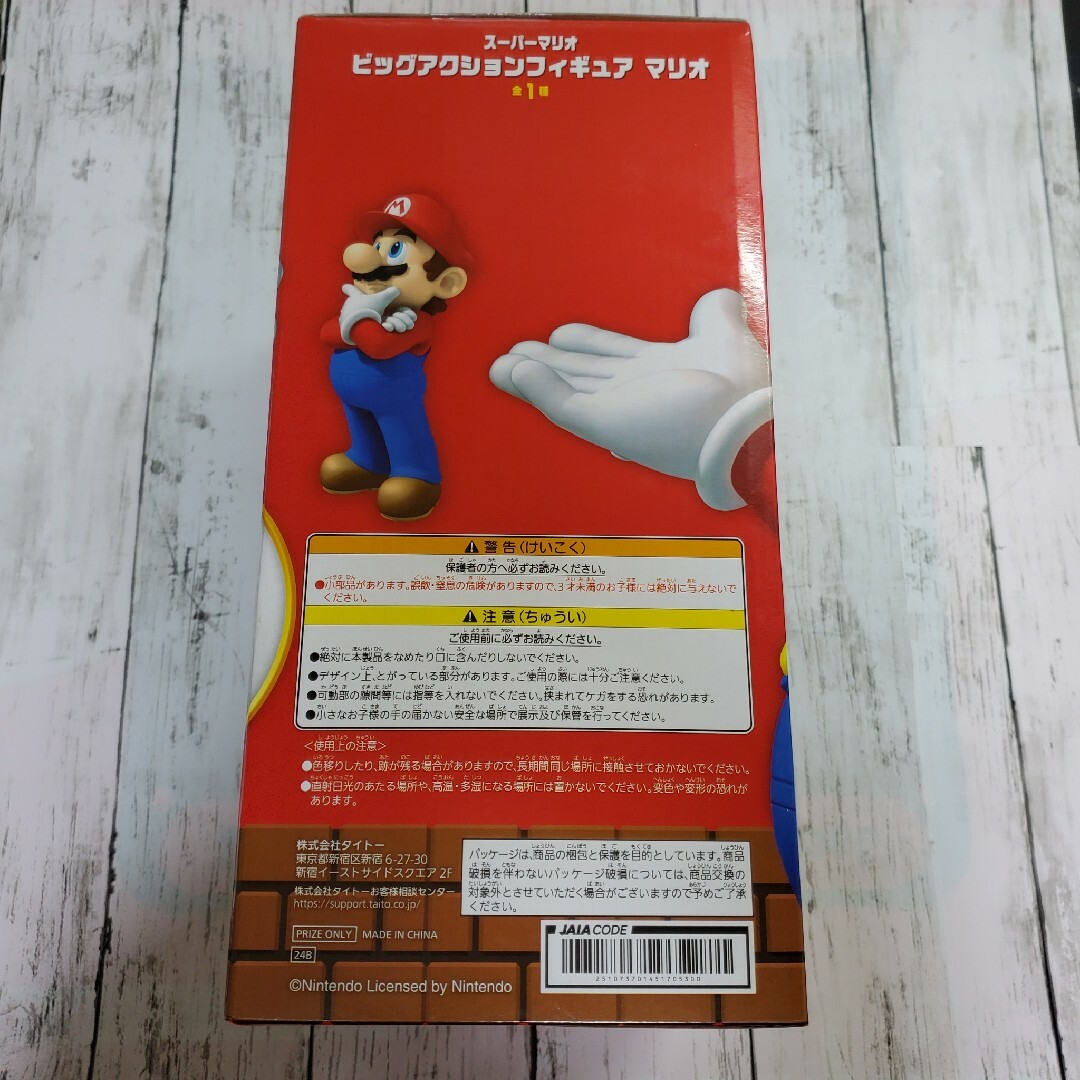 スーパーマリオ
ビッグアクションフィギュア マリオ
全1種
M
警告(けいこく)
保護者の方へ必ずお読みください。
●小部品があります。誤飲・窒息の危険がありますので、3才未満のお子様には絶対に与えないで
ください。
注意(ちゅうい)
ご使用前に必ずお読みください。
●絶対に本製品をなめたり口に含んだりしないでください。
●デザイン上、とがっている部分があります。ご使用の際には十分ご注意ください。
●可動部の隙間等には指等を入れないでください。挟まれてケガをする恐れがあります。
●小さなお子様の手の届かない安全な場所で展示及び保管を行ってください。
<使用上の注意>
●色移りしたり、跡が残る場合がありますので、長期間同じ場所に接触させておかないでください。
●直射日光のあたる場所や、高温・多湿になる場所には置かないでください。変色や変形の恐れが
あります。
株式会社タイトー
東京都新宿区新宿6-27-30
新宿イーストサイドスクエア 2F
株式会社タイトーお客様相談センター
https://support.taito.co.jp/
PRIZE ONLY MADE IN CHINA
24B
©Nintendo Licensed by Nintendo
パッケージは、商品の梱包と保護を目的としています。商品
破損を伴わないパッケージ破損については、商品交換の
対象外とさせていただく場合がございますので予めご了承
ください。
JAIA CODE